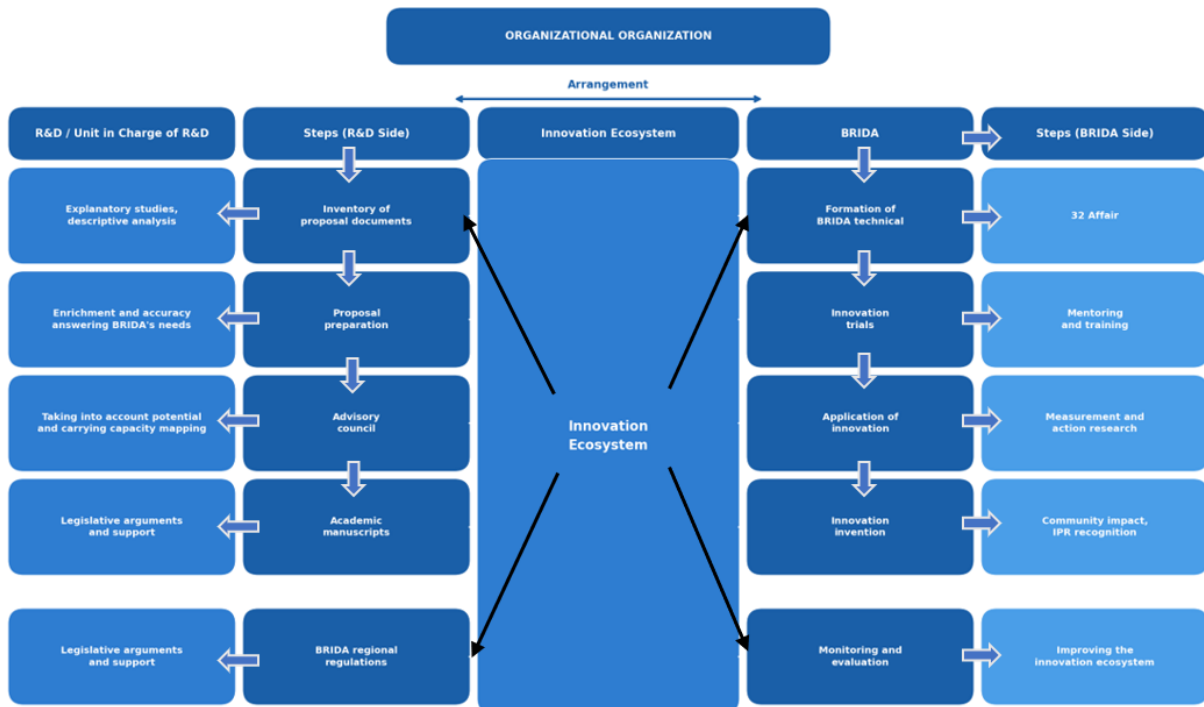 ORGANIZATIONAL ORGANIZATION
Arrangement
R&D / Unit in Charge of R&D
Steps (R&D Side)
Innovation Ecosystem
BRIDA
Steps (BRIDA Side)
Explanatory studies,
descriptive analysis
Inventory of
proposal documents
Formation of
BRIDA technical
32 Affair
Enrichment and accuracy
answering BRIDA's needs
Proposal
preparation
Innovation
trials
Mentoring
and training
Taking into account potential
and carrying capacity mapping
Advisory
council
Innovation
Ecosystem
Application of
innovation
Measurement and
action research
Legislative arguments
and support
Academic
manuscripts
Innovation
invention
Community impact,
IPR recognition
Legislative arguments
and support
BRIDA regional
regulations
Monitoring and
evaluation
Improving the
innovation ecosystem